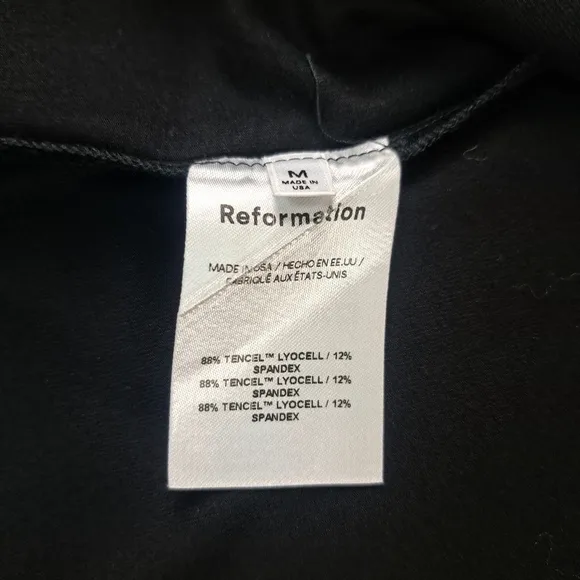 M
MADE IN
USA
Reformation
MADE IN USA / HECHO EN EE.UU /
FABRIQUÉ AUX ÉTATS-UNIS
88% TENCEL™ LYOCELL / 12%
SPANDEX
88% TENCEL™ LYOCELL / 12%
SPANDEX
88% TENCEL™ LYOCELL / 12%
SPANDEX